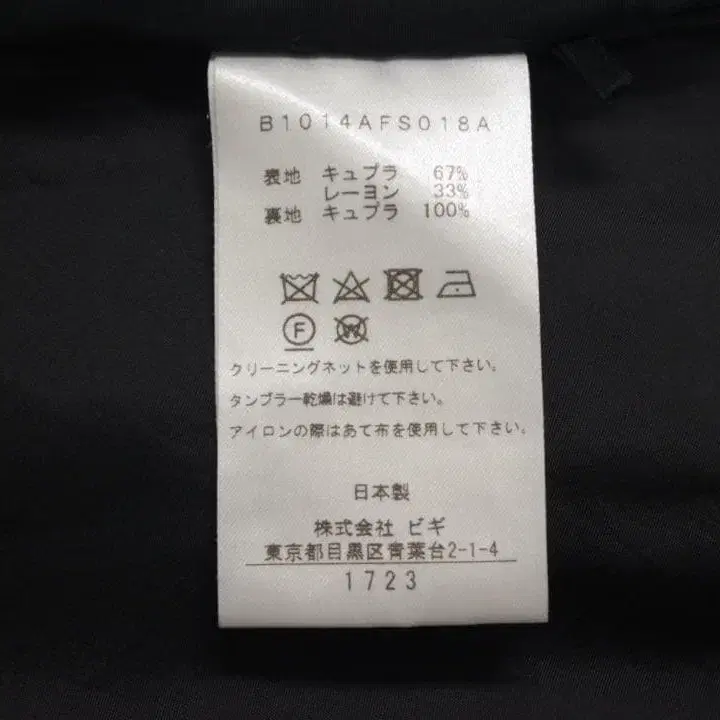 B1014AFS018A
表地 キュプラ 67%
レーヨン 33%
裏地 キュプラ 100%
F W
クリーニングネットを使用して下さい。
タンブラー乾燥は避けて下さい。
アイロンの際はあて布を使用して下さい。
日本製
株式会社 ビギ
東京都目黒区青葉台2-1-4
1723